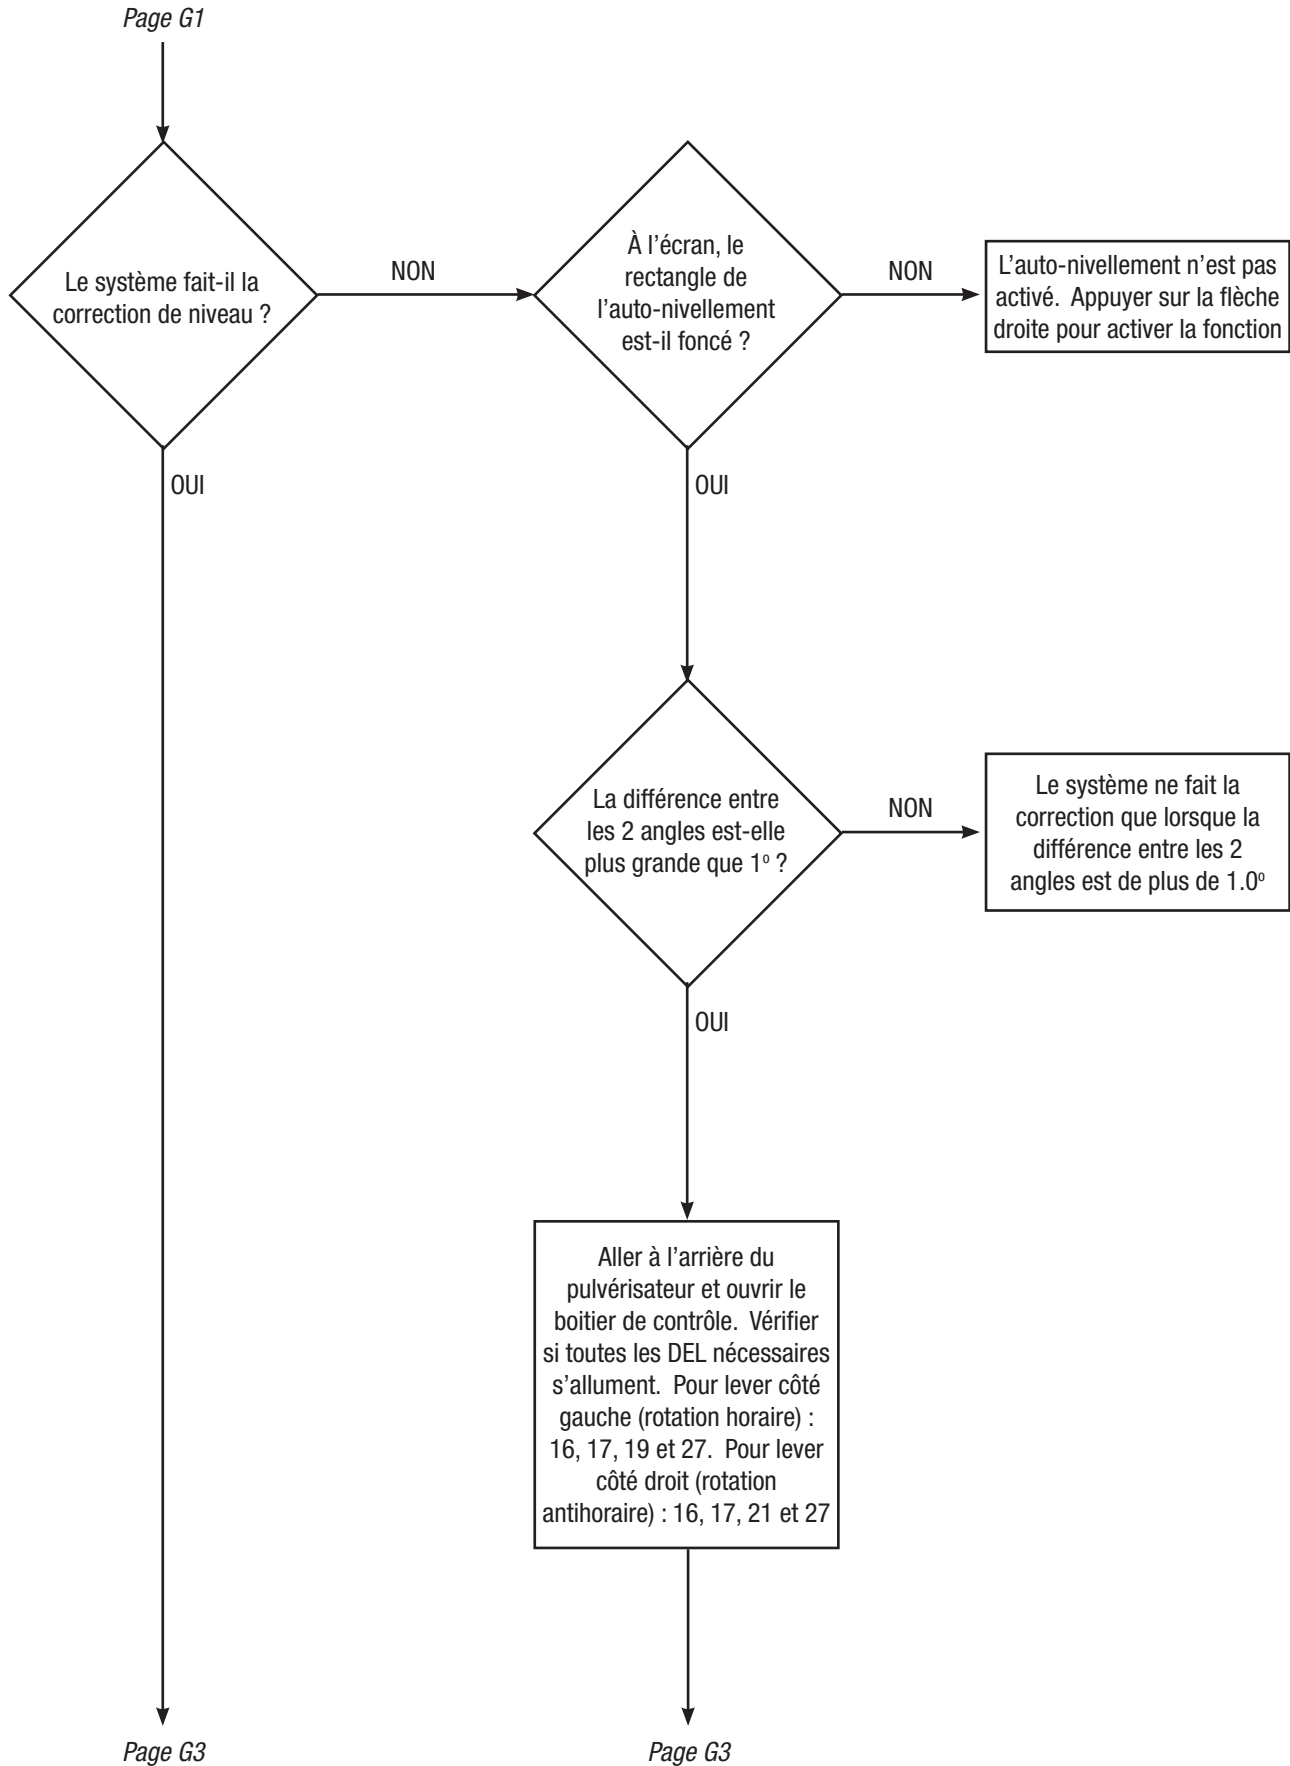 Page G1
Le système fait-il la
correction de niveau ?
NON
À l'écran, le
rectangle de
l'auto-nivellement
est-il foncé ?
NON
L'auto-nivellement n'est pas
activé.  Appuyer sur la flèche
droite pour activer la fonction
OUI
OUI
La différence entre
les 2 angles est-elle
plus grande que 1º ?
NON
Le système ne fait la
correction que lorsque la
différence entre les 2
angles est de plus de 1.0º
OUI
Aller à l'arrière du
pulvérisateur et ouvrir le
boitier de contrôle.  Vérifier
si toutes les DEL nécessaires
s'allument.  Pour lever côté
gauche (rotation horaire) :
16, 17, 19 et 27.  Pour lever
côté droit (rotation
antihoraire) : 16, 17, 21 et 27
Page G3
Page G3